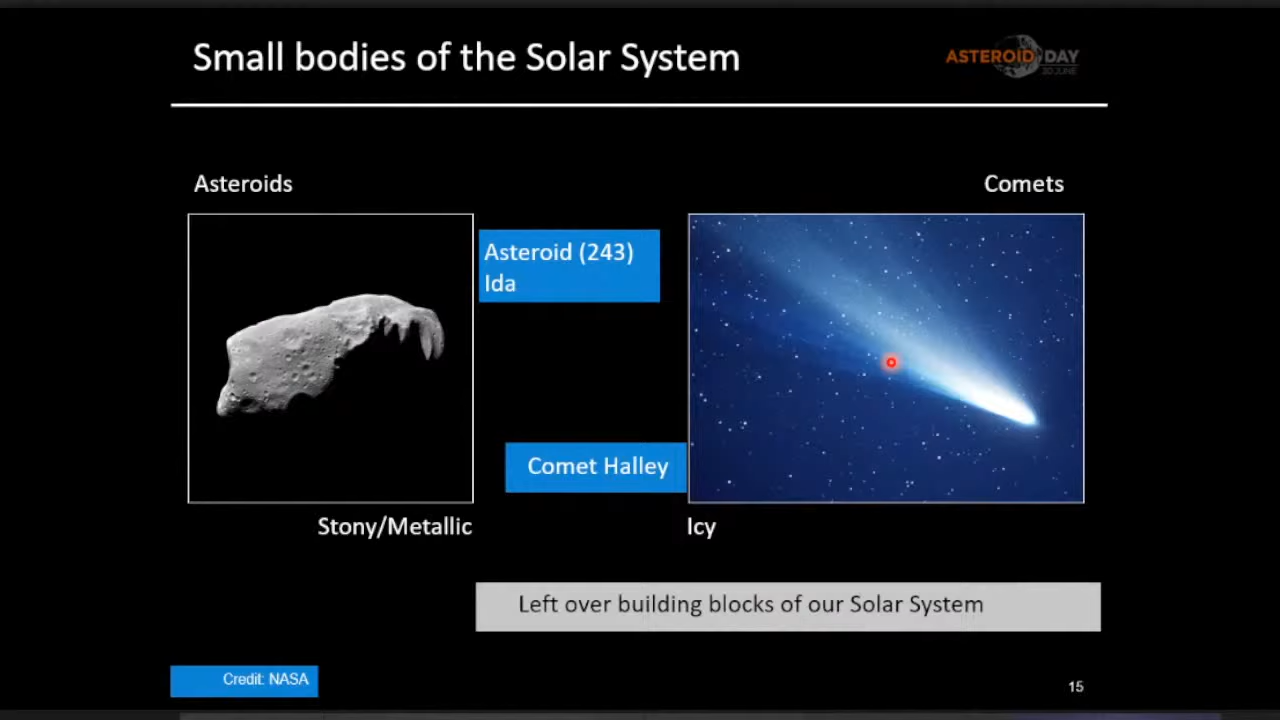 Small bodies of the Solar System
ASTEROID DAY
30 JUNE
Asteroids
Comets
Asteroid (243)
Ida
Comet Halley
Stony/Metallic
Icy
Left over building blocks of our Solar System
Credit: NASA
15